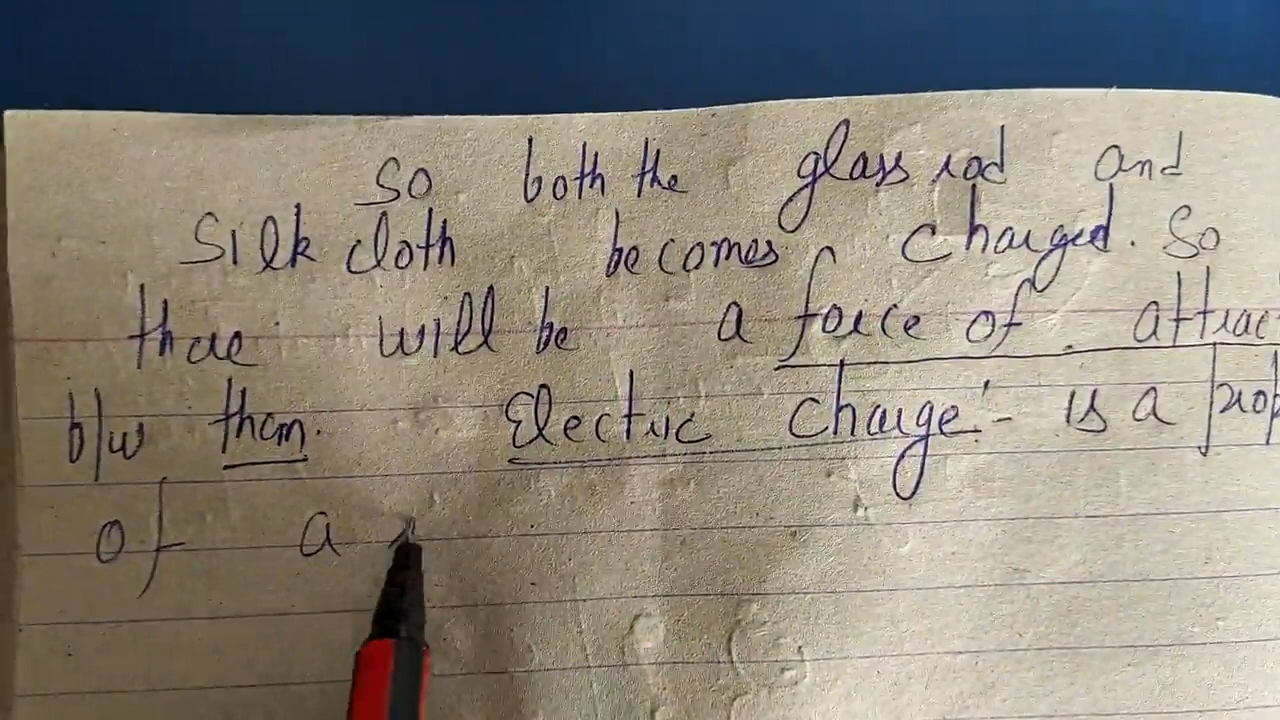 so both the glass rod and
Silk cloth becomes charged. So
there will be a force of attrac
b/w them. Electric charge:- is a prop
of a